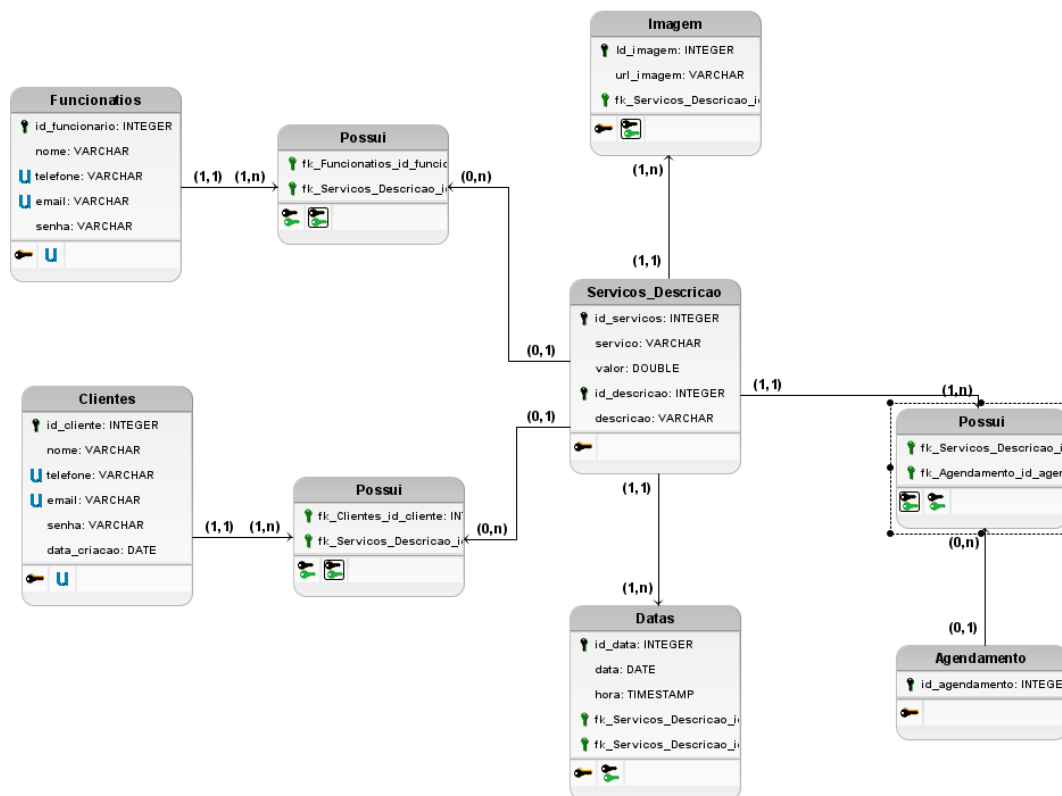 Imagem
Id_imagem: INTEGER
url_imagem: VARCHAR
fk_Servicos_Descricao_i
Funcionatios
id_funcionario: INTEGER
nome: VARCHAR
U telefone: VARCHAR
U email: VARCHAR
senha: VARCHAR
U
(1,1) (1,n)
Possui
fk_Funcionatios_id_funcio
fk_Servicos_Descricao_i
(0,n)
(1,n)
(1,1)
Servicos_Descricao
id_servicos: INTEGER
servico: VARCHAR
valor: DOUBLE
id_descricao: INTEGER
descricao: VARCHAR
(0,1)
(0,1)
(1,1)
(1,1)
(1,n)
Possui
fk_Servicos_Descricao_i
fk_Agendamento_id_agen
(0,n)
(0,1)
Agendamento
id_agendamento: INTEGE
Clientes
id_cliente: INTEGER
nome: VARCHAR
U telefone: VARCHAR
U email: VARCHAR
senha: VARCHAR
data_criacao: DATE
U
(1,1) (1,n)
Possui
fk_Clientes_id_cliente: INT
fk_Servicos_Descricao_i
(0,n)
(1,n)
Datas
id_data: INTEGER
data: DATE
hora: TIMESTAMP
fk_Servicos_Descricao_i
fk_Servicos_Descricao_i